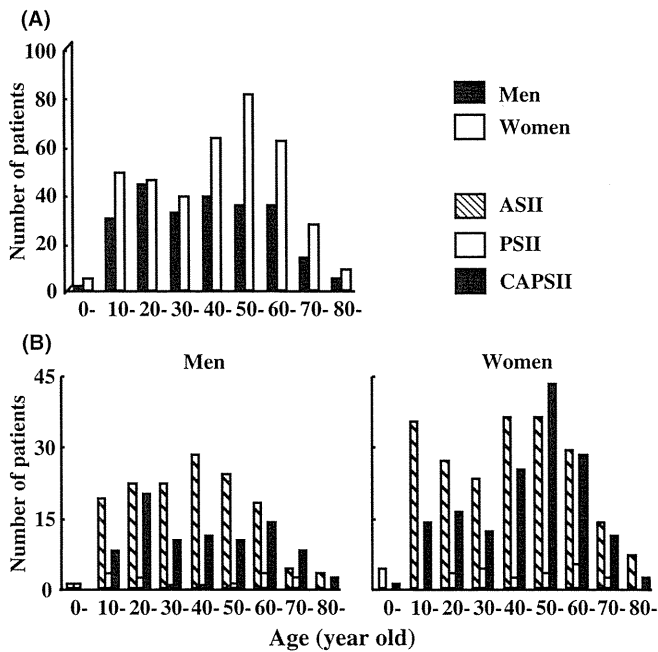 (A)
100
80
60
40
20
0
Number of patients
0- 10- 20- 30- 40- 50- 60- 70- 80-
Men
Women
ASII
PSII
CAPSII
(B)
Men
Women
45
30
15
0
Number of patients
0- 10- 20- 30- 40- 50- 60- 70- 80-
0- 10- 20- 30- 40- 50- 60- 70- 80-
Age (year old)